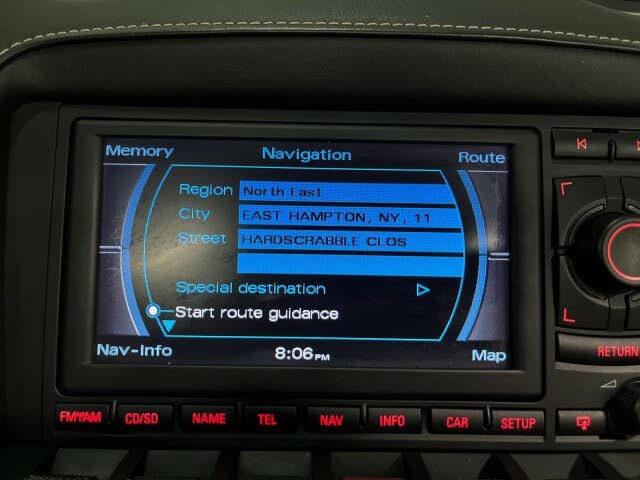 Memory Navigation Route
Region North East
City EAST HAMPTON, NY, 11
Street HARDSCRABBLE CLOS
Special destination
Start route guidance
Nav-Info 8:06PM Map
RETURN
FM/AM CD/SD NAME TEL NAV INFO CAR SETUP